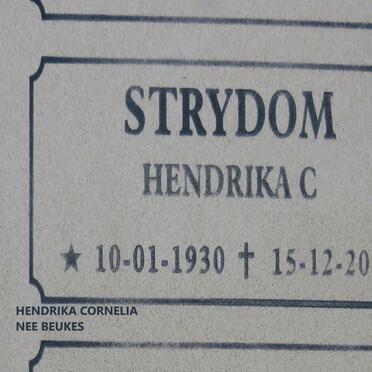 STRYDOM
HENDRIKA C
★ 10-01-1930 † 15-12-20
HENDRIKA CORNELIA
NEE BEUKES